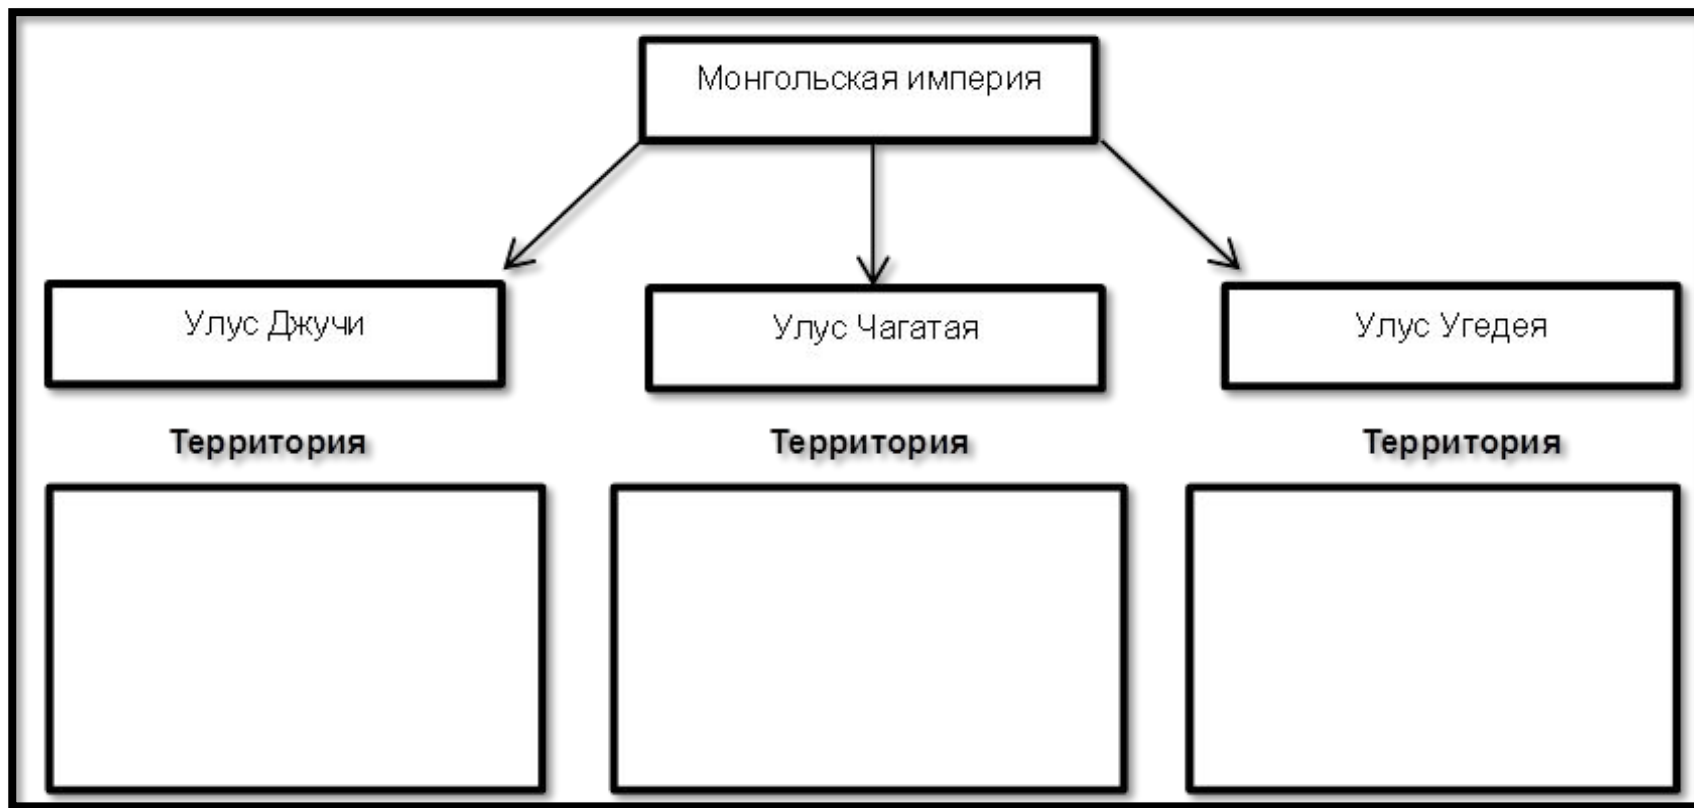 Монгольская империя
Улус Джучи
Улус Чагатая
Улус Угедея
Территория
Территория
Территория